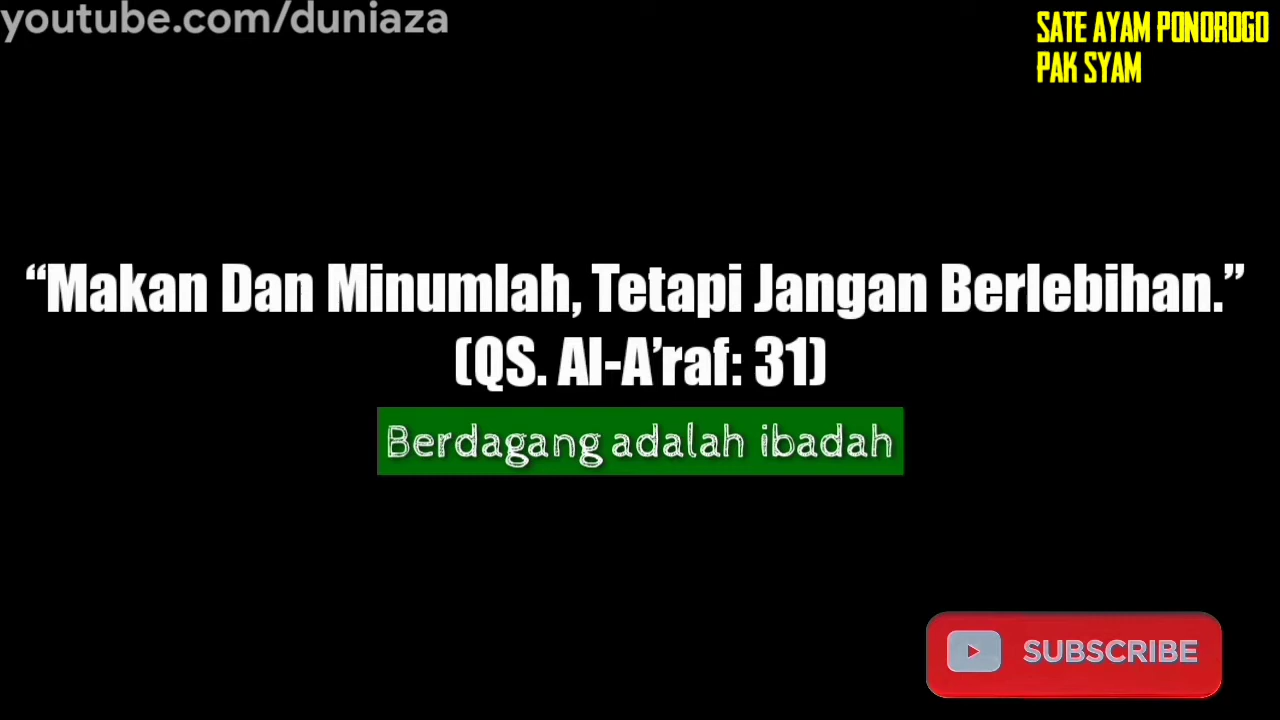 youtube.com/duniaza
SATE AYAM PONOROGO
PAK SYAM
“Makan Dan Minumlah, Tetapi Jangan Berlebihan.”
(QS. Al-A’raf: 31)
Berdagang adalah ibadah
SUBSCRIBE